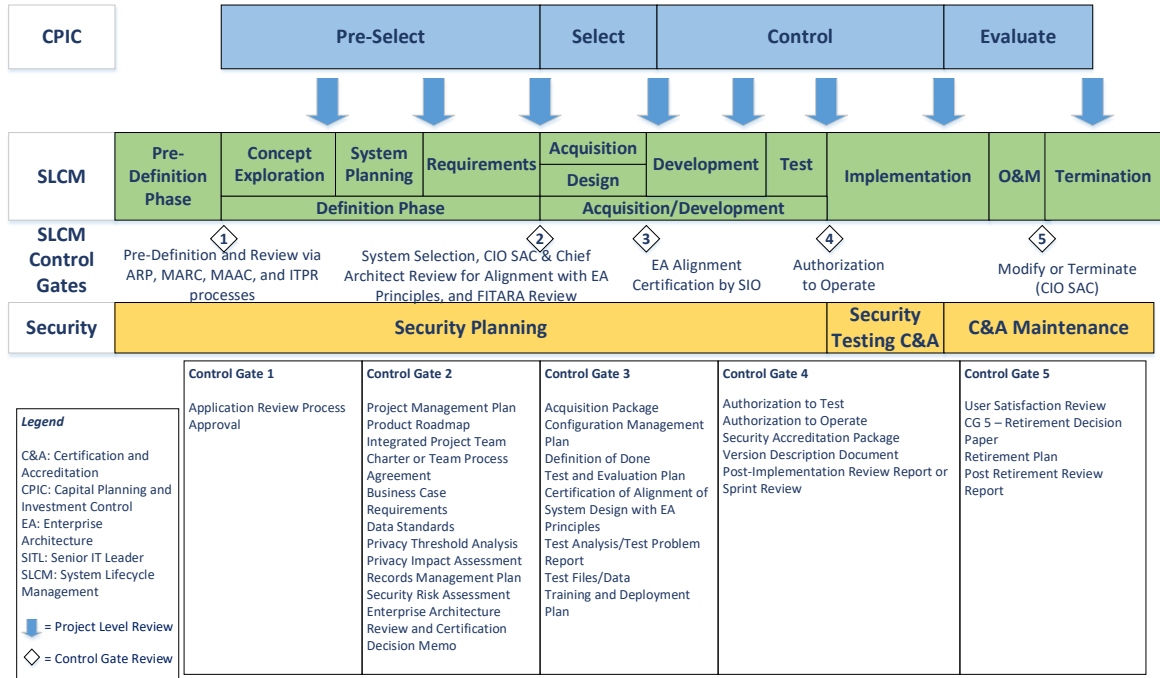 CPIC
Pre-Select
Select
Control
Evaluate
SLCM
Pre-
Definition
Phase
Concept
Exploration
System
Planning
Requirements
Acquisition
Design
Development
Test
Implementation
O&M
Termination
Definition Phase
Acquisition/Development
SLCM
Control
Gates
1
Pre-Definition and Review via
ARP, MARC, MAAC, and ITPR
processes
2
System Selection, CIO SAC & Chief
Architect Review for Alignment with EA
Principles, and FITARA Review
3
EA Alignment
Certification by SIO
4
Authorization
to Operate
5
Modify or Terminate
(CIO SAC)
Security
Security Planning
Security
Testing C&A
C&A Maintenance
Legend
C&A: Certification and
Accreditation
CPIC: Capital Planning and
Investment Control
EA: Enterprise
Architecture
SITL: Senior IT Leader
SLCM: System Lifecycle
Management
= Project Level Review
= Control Gate Review
Control Gate 1
Application Review Process
Approval
Control Gate 2
Project Management Plan
Product Roadmap
Integrated Project Team
Charter or Team Process
Agreement
Business Case
Requirements
Data Standards
Privacy Threshold Analysis
Privacy Impact Assessment
Records Management Plan
Security Risk Assessment
Enterprise Architecture
Review and Certification
Decision Memo
Control Gate 3
Acquisition Package
Configuration Management
Plan
Definition of Done
Test and Evaluation Plan
Certification of Alignment of
System Design with EA
Principles
Test Analysis/Test Problem
Report
Test Files/Data
Training and Deployment
Plan
Control Gate 4
Authorization to Test
Authorization to Operate
Security Accreditation Package
Version Description Document
Post-Implementation Review Report or
Sprint Review
Control Gate 5
User Satisfaction Review
CG 5 – Retirement Decision
Paper
Retirement Plan
Post Retirement Review
Report